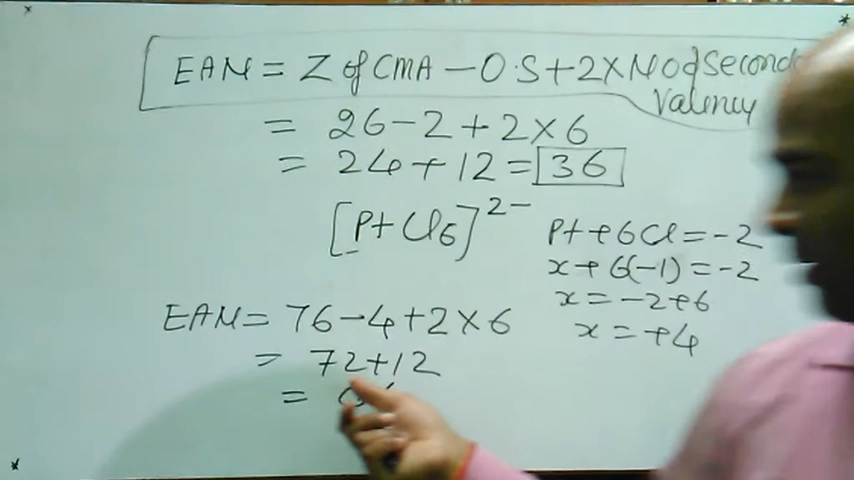 EAN = Z of CMA - O.S + 2 × No of Second
Valency
= 26 - 2 + 2 × 6
= 24 + 12 = 36
[Pt Cl6]2-
Pt + 6Cl = -2
x + 6(-1) = -2
x = -2 + 6
x = +4
EAN = 76 - 4 + 2 × 6
= 72 + 12
=